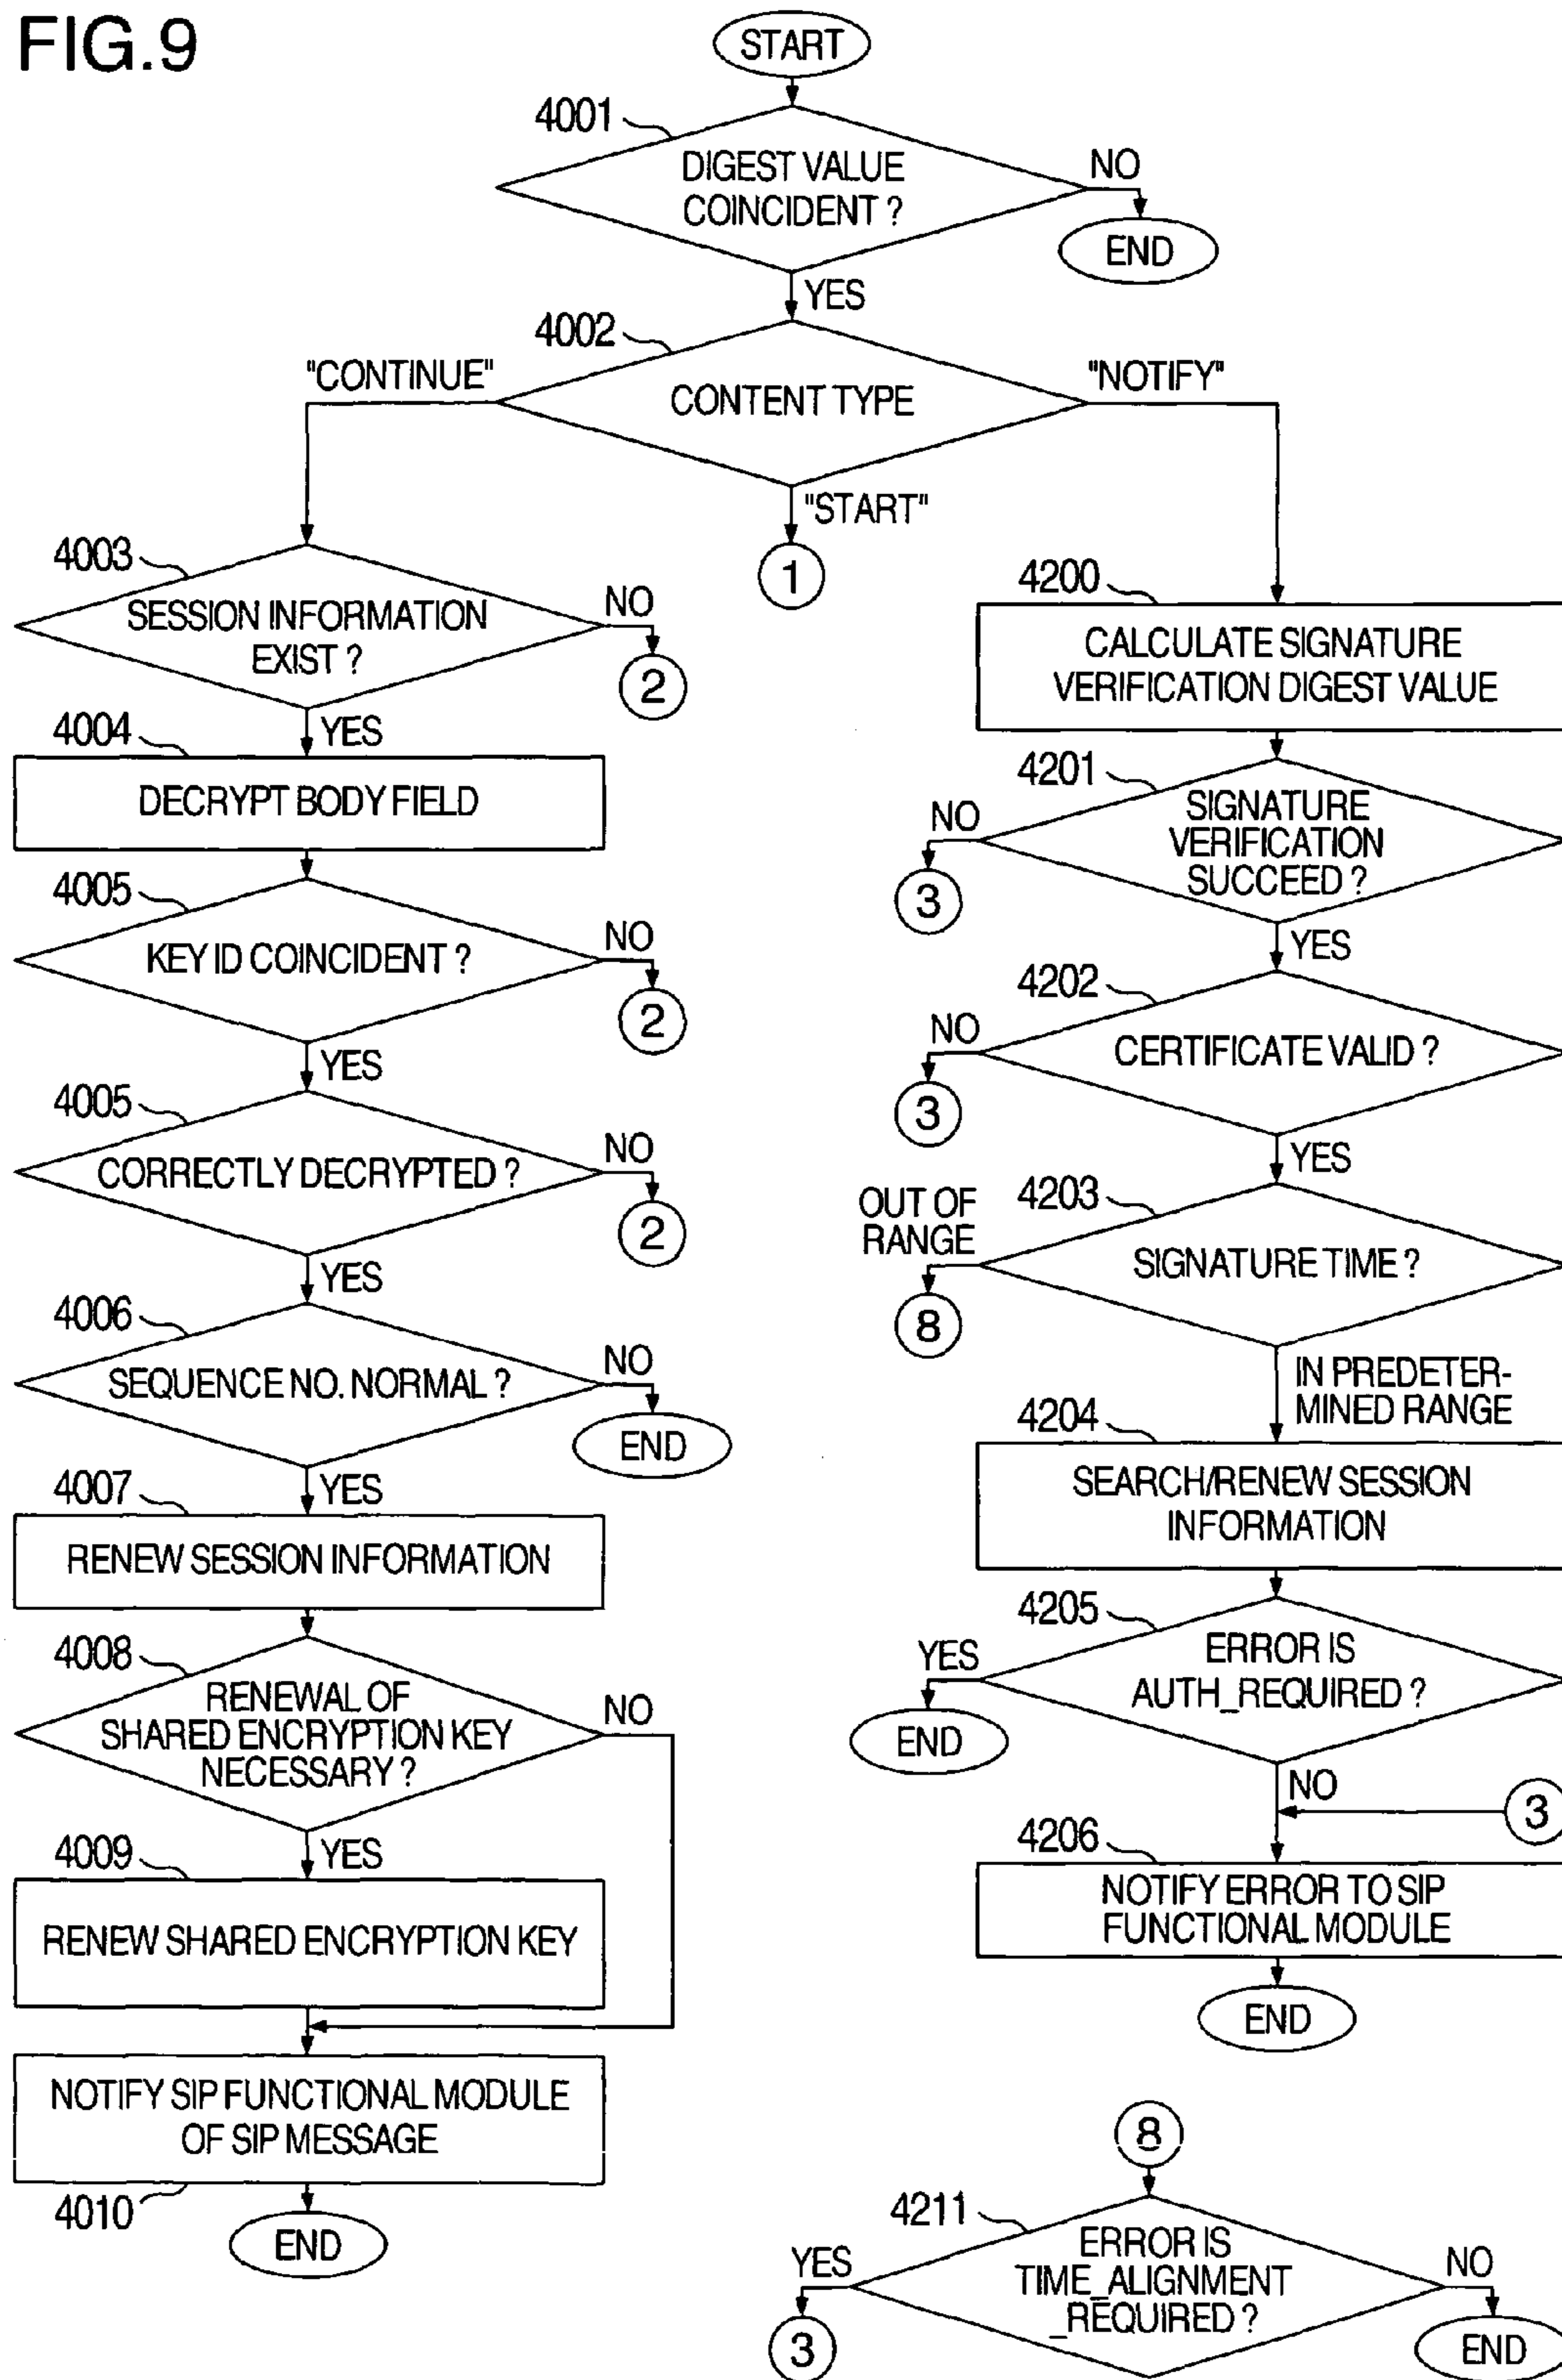 FIG.9
START
4001
DIGEST VALUE
COINCIDENT ?
NO
END
YES
4002
CONTENT TYPE
"CONTINUE"
"NOTIFY"
"START"
1
4003
SESSION INFORMATION
EXIST ?
NO
2
YES
4004
DECRYPT BODY FIELD
4005
KEY ID COINCIDENT ?
NO
2
YES
4005
CORRECTLY DECRYPTED ?
NO
2
YES
4006
SEQUENCE NO. NORMAL ?
NO
END
YES
4007
RENEW SESSION INFORMATION
4008
RENEWAL OF
SHARED ENCRYPTION KEY
NECESSARY ?
NO
YES
4009
RENEW SHARED ENCRYPTION KEY
NOTIFY SIP FUNCTIONAL MODULE
OF SIP MESSAGE
4010
END
4200
CALCULATE SIGNATURE
VERIFICATION DIGEST VALUE
4201
SIGNATURE
VERIFICATION
SUCCEED ?
NO
3
YES
4202
CERTIFICATE VALID ?
NO
3
YES
4203
SIGNATURE TIME ?
OUT OF
RANGE
8
IN PREDETER-
MINED RANGE
4204
SEARCH/RENEW SESSION
INFORMATION
4205
ERROR IS
AUTH_REQUIRED ?
YES
END
NO
3
4206
NOTIFY ERROR TO SIP
FUNCTIONAL MODULE
END
8
4211
ERROR IS
TIME_ALIGNMENT
_REQUIRED ?
YES
3
NO
END